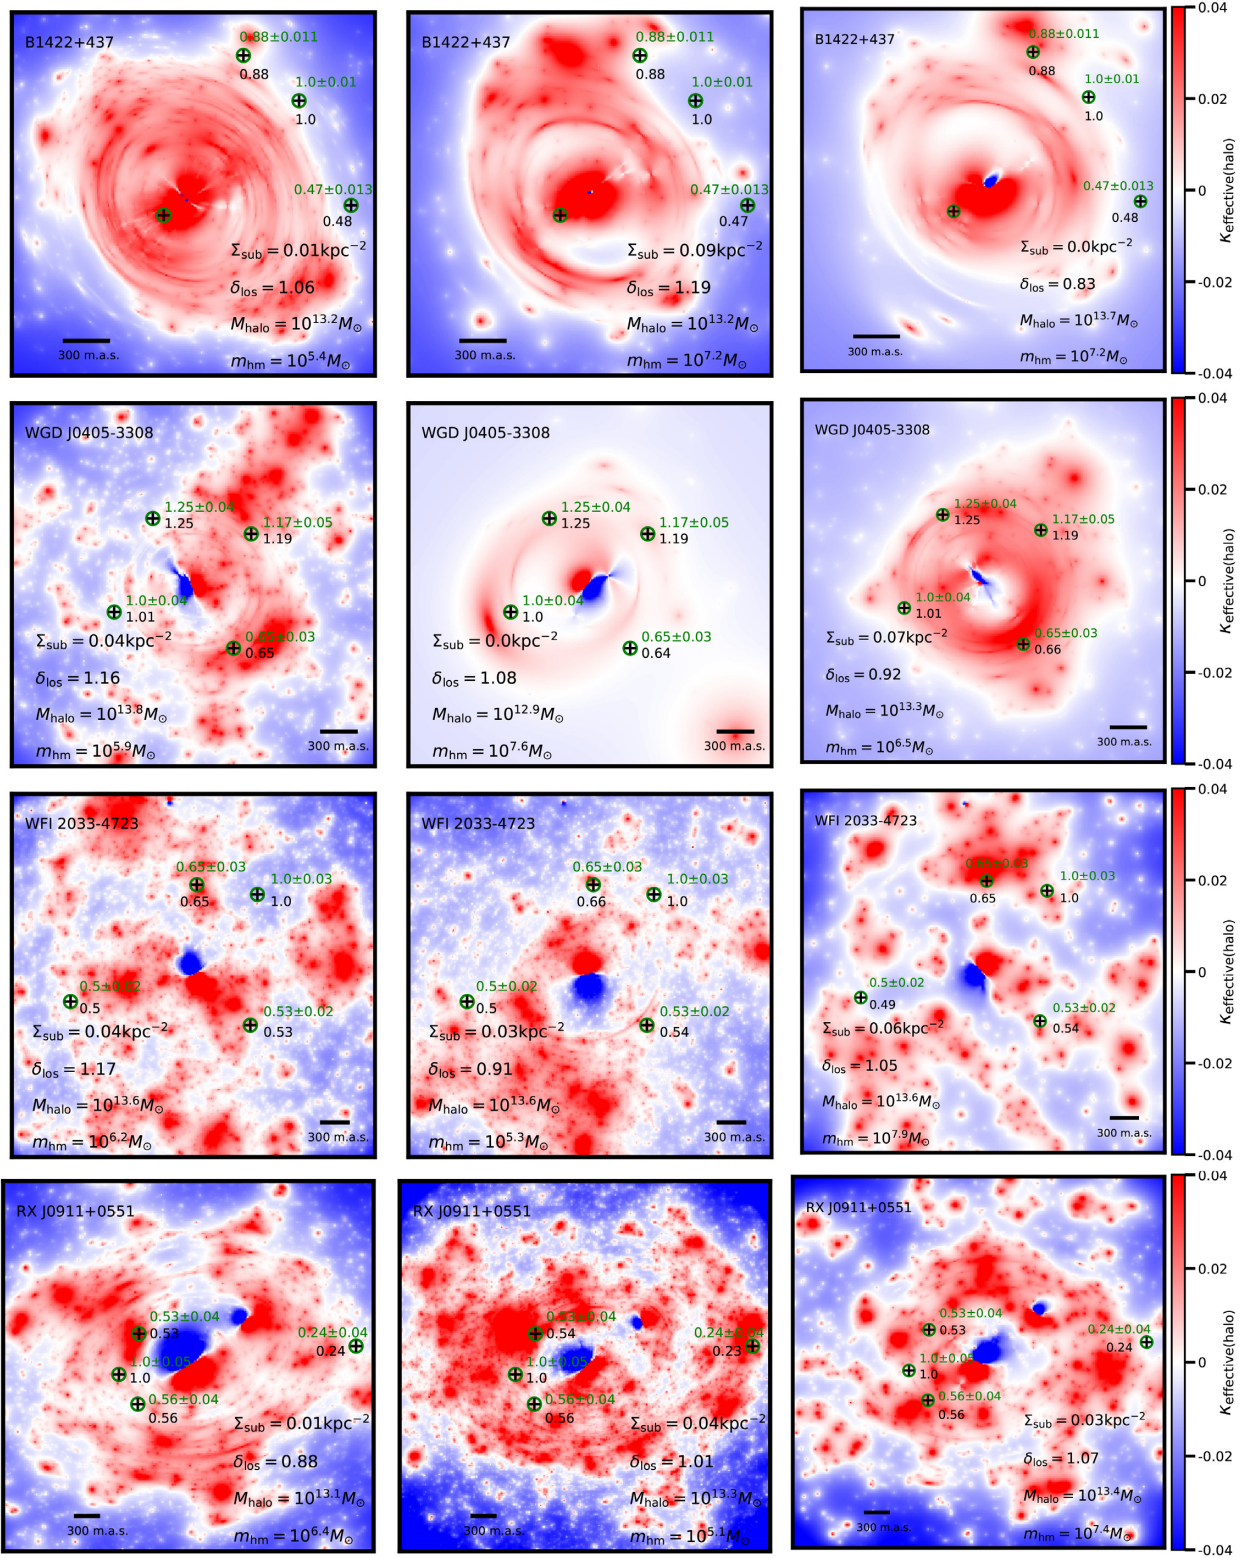 B1422+437
0.88±0.011
0.88
1.0±0.01
1.0
0.47±0.013
0.48
Σsub = 0.01kpc⁻²
δlos = 1.06
Mhalo = 10^13.2 M⊙
mhm = 10^5.4 M⊙
300 m.a.s.
B1422+437
0.88±0.011
0.88
1.0±0.01
1.0
0.47±0.013
0.47
Σsub = 0.09kpc⁻²
δlos = 1.19
Mhalo = 10^13.2 M⊙
mhm = 10^7.2 M⊙
300 m.a.s.
B1422+437
0.88±0.011
0.88
1.0±0.01
1.0
0.47±0.013
0.48
Σsub = 0.0kpc⁻²
δlos = 0.83
Mhalo = 10^13.7 M⊙
mhm = 10^7.2 M⊙
300 m.a.s.
0.04
0.02
0
-0.02
-0.04
κeffective(halo)
WGD J0405-3308
1.25±0.04
1.25
1.17±0.05
1.19
1.0±0.04
1.01
0.65±0.03
0.65
Σsub = 0.04kpc⁻²
δlos = 1.16
Mhalo = 10^13.8 M⊙
mhm = 10^5.9 M⊙
300 m.a.s.
WGD J0405-3308
1.25±0.04
1.25
1.17±0.05
1.19
1.0±0.04
1.0
0.65±0.03
0.64
Σsub = 0.0kpc⁻²
δlos = 1.08
Mhalo = 10^12.9 M⊙
mhm = 10^7.6 M⊙
300 m.a.s.
WGD J0405-3308
1.25±0.04
1.25
1.17±0.05
1.19
1.0±0.04
1.01
0.65±0.03
0.66
Σsub = 0.07kpc⁻²
δlos = 0.92
Mhalo = 10^13.3 M⊙
mhm = 10^6.5 M⊙
300 m.a.s.
0.04
0.02
0
-0.02
-0.04
κeffective(halo)
WFI 2033-4723
0.65±0.03
0.65
1.0±0.03
1.0
0.5±0.02
0.5
0.53±0.02
0.53
Σsub = 0.04kpc⁻²
δlos = 1.17
Mhalo = 10^13.6 M⊙
mhm = 10^6.2 M⊙
300 m.a.s.
WFI 2033-4723
0.65±0.03
0.66
1.0±0.03
1.0
0.5±0.02
0.5
0.53±0.02
0.54
Σsub = 0.03kpc⁻²
δlos = 0.91
Mhalo = 10^13.6 M⊙
mhm = 10^5.3 M⊙
300 m.a.s.
WFI 2033-4723
0.65±0.03
0.65
1.0±0.03
1.0
0.5±0.02
0.49
0.53±0.02
0.54
Σsub = 0.06kpc⁻²
δlos = 1.05
Mhalo = 10^13.6 M⊙
mhm = 10^7.9 M⊙
300 m.a.s.
0.04
0.02
0
-0.02
-0.04
κeffective(halo)
RX J0911+0551
0.53±0.04
0.53
0.24±0.04
0.24
1.0±0.05
1.0
0.56±0.04
0.56
Σsub = 0.01kpc⁻²
δlos = 0.88
Mhalo = 10^13.1 M⊙
mhm = 10^6.4 M⊙
300 m.a.s.
RX J0911+0551
0.53±0.04
0.54
0.24±0.04
0.23
1.0±0.05
1.0
0.56±0.04
0.56
Σsub = 0.04kpc⁻²
δlos = 1.01
Mhalo = 10^13.3 M⊙
mhm = 10^5.1 M⊙
300 m.a.s.
RX J0911+0551
0.53±0.04
0.53
0.24±0.04
0.24
1.0±0.05
1.0
0.56±0.04
0.56
Σsub = 0.03kpc⁻²
δlos = 1.07
Mhalo = 10^13.4 M⊙
mhm = 10^7.4 M⊙
300 m.a.s.
0.04
0.02
0
-0.02
-0.04
κeffective(halo)